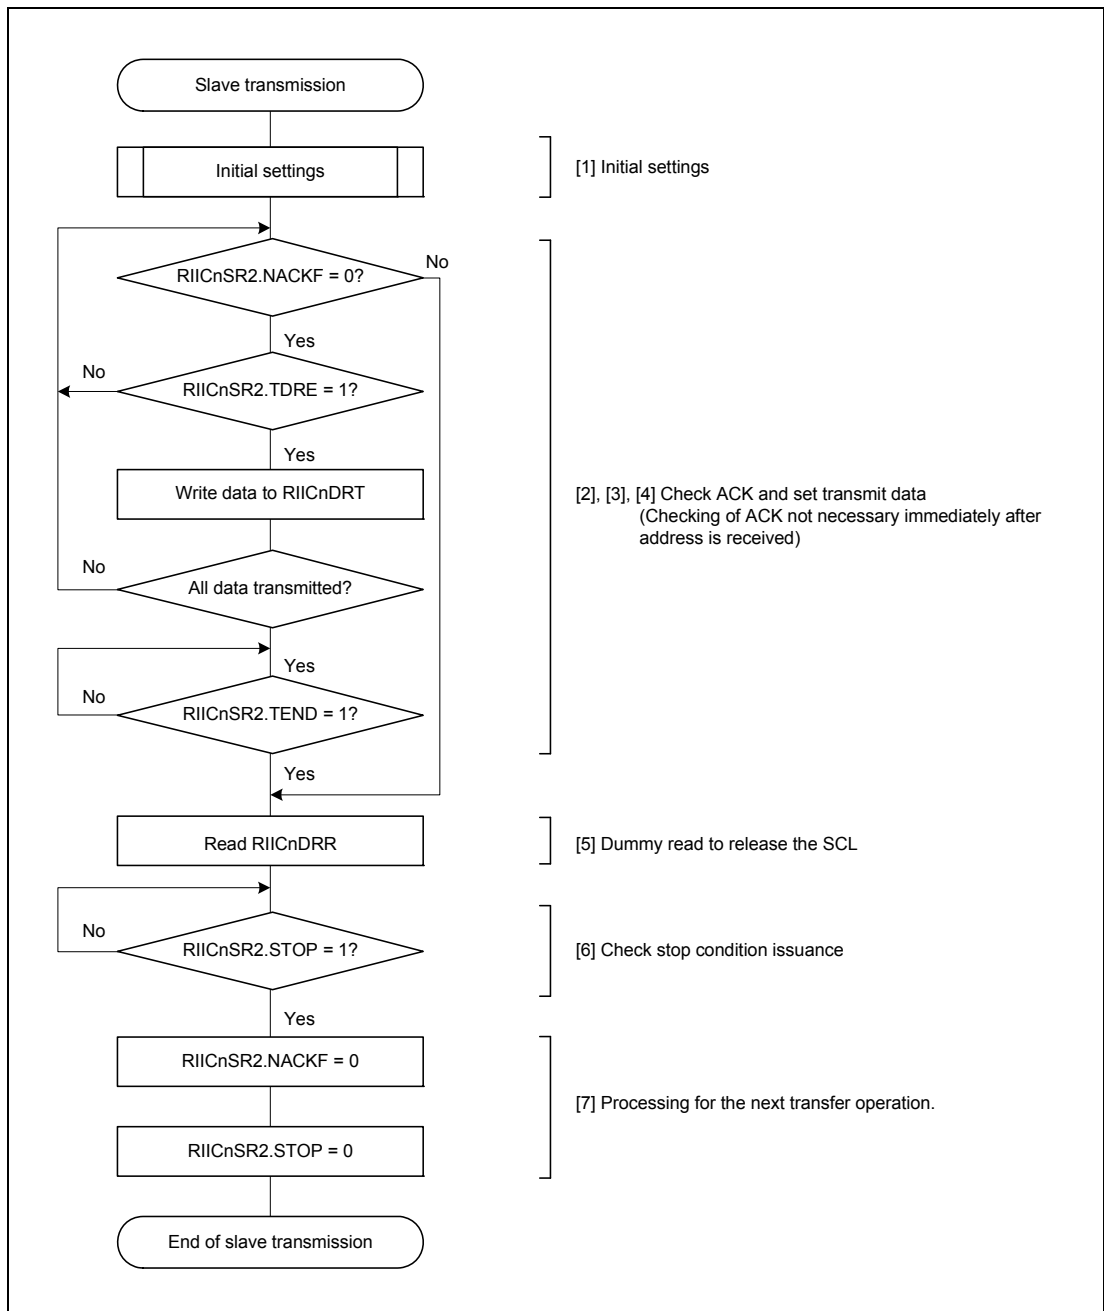 Slave transmission
Initial settings
[1] Initial settings
RIICnSR2.NACKF = 0?
No
Yes
No
RIICnSR2.TDRE = 1?
Yes
Write data to RIICnDRT
[2], [3], [4] Check ACK and set transmit data
(Checking of ACK not necessary immediately after
address is received)
No
All data transmitted?
Yes
No
RIICnSR2.TEND = 1?
Yes
Read RIICnDRR
[5] Dummy read to release the SCL
No
RIICnSR2.STOP = 1?
[6] Check stop condition issuance
Yes
RIICnSR2.NACKF = 0
[7] Processing for the next transfer operation.
RIICnSR2.STOP = 0
End of slave transmission